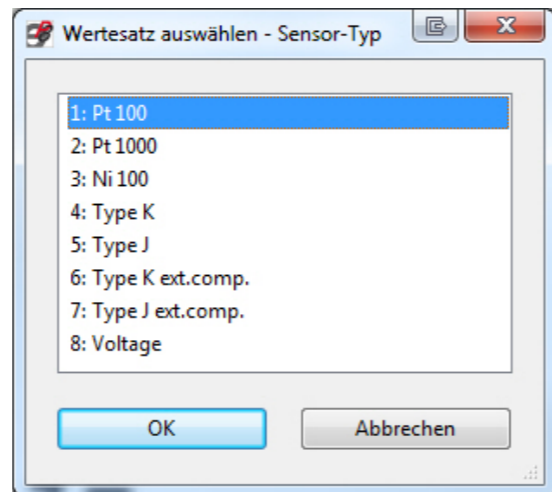 Wertesatz auswählen - Sensor-Typ
1: Pt 100
2: Pt 1000
3: Ni 100
4: Type K
5: Type J
6: Type K ext.comp.
7: Type J ext.comp.
8: Voltage
OK
Abbrechen